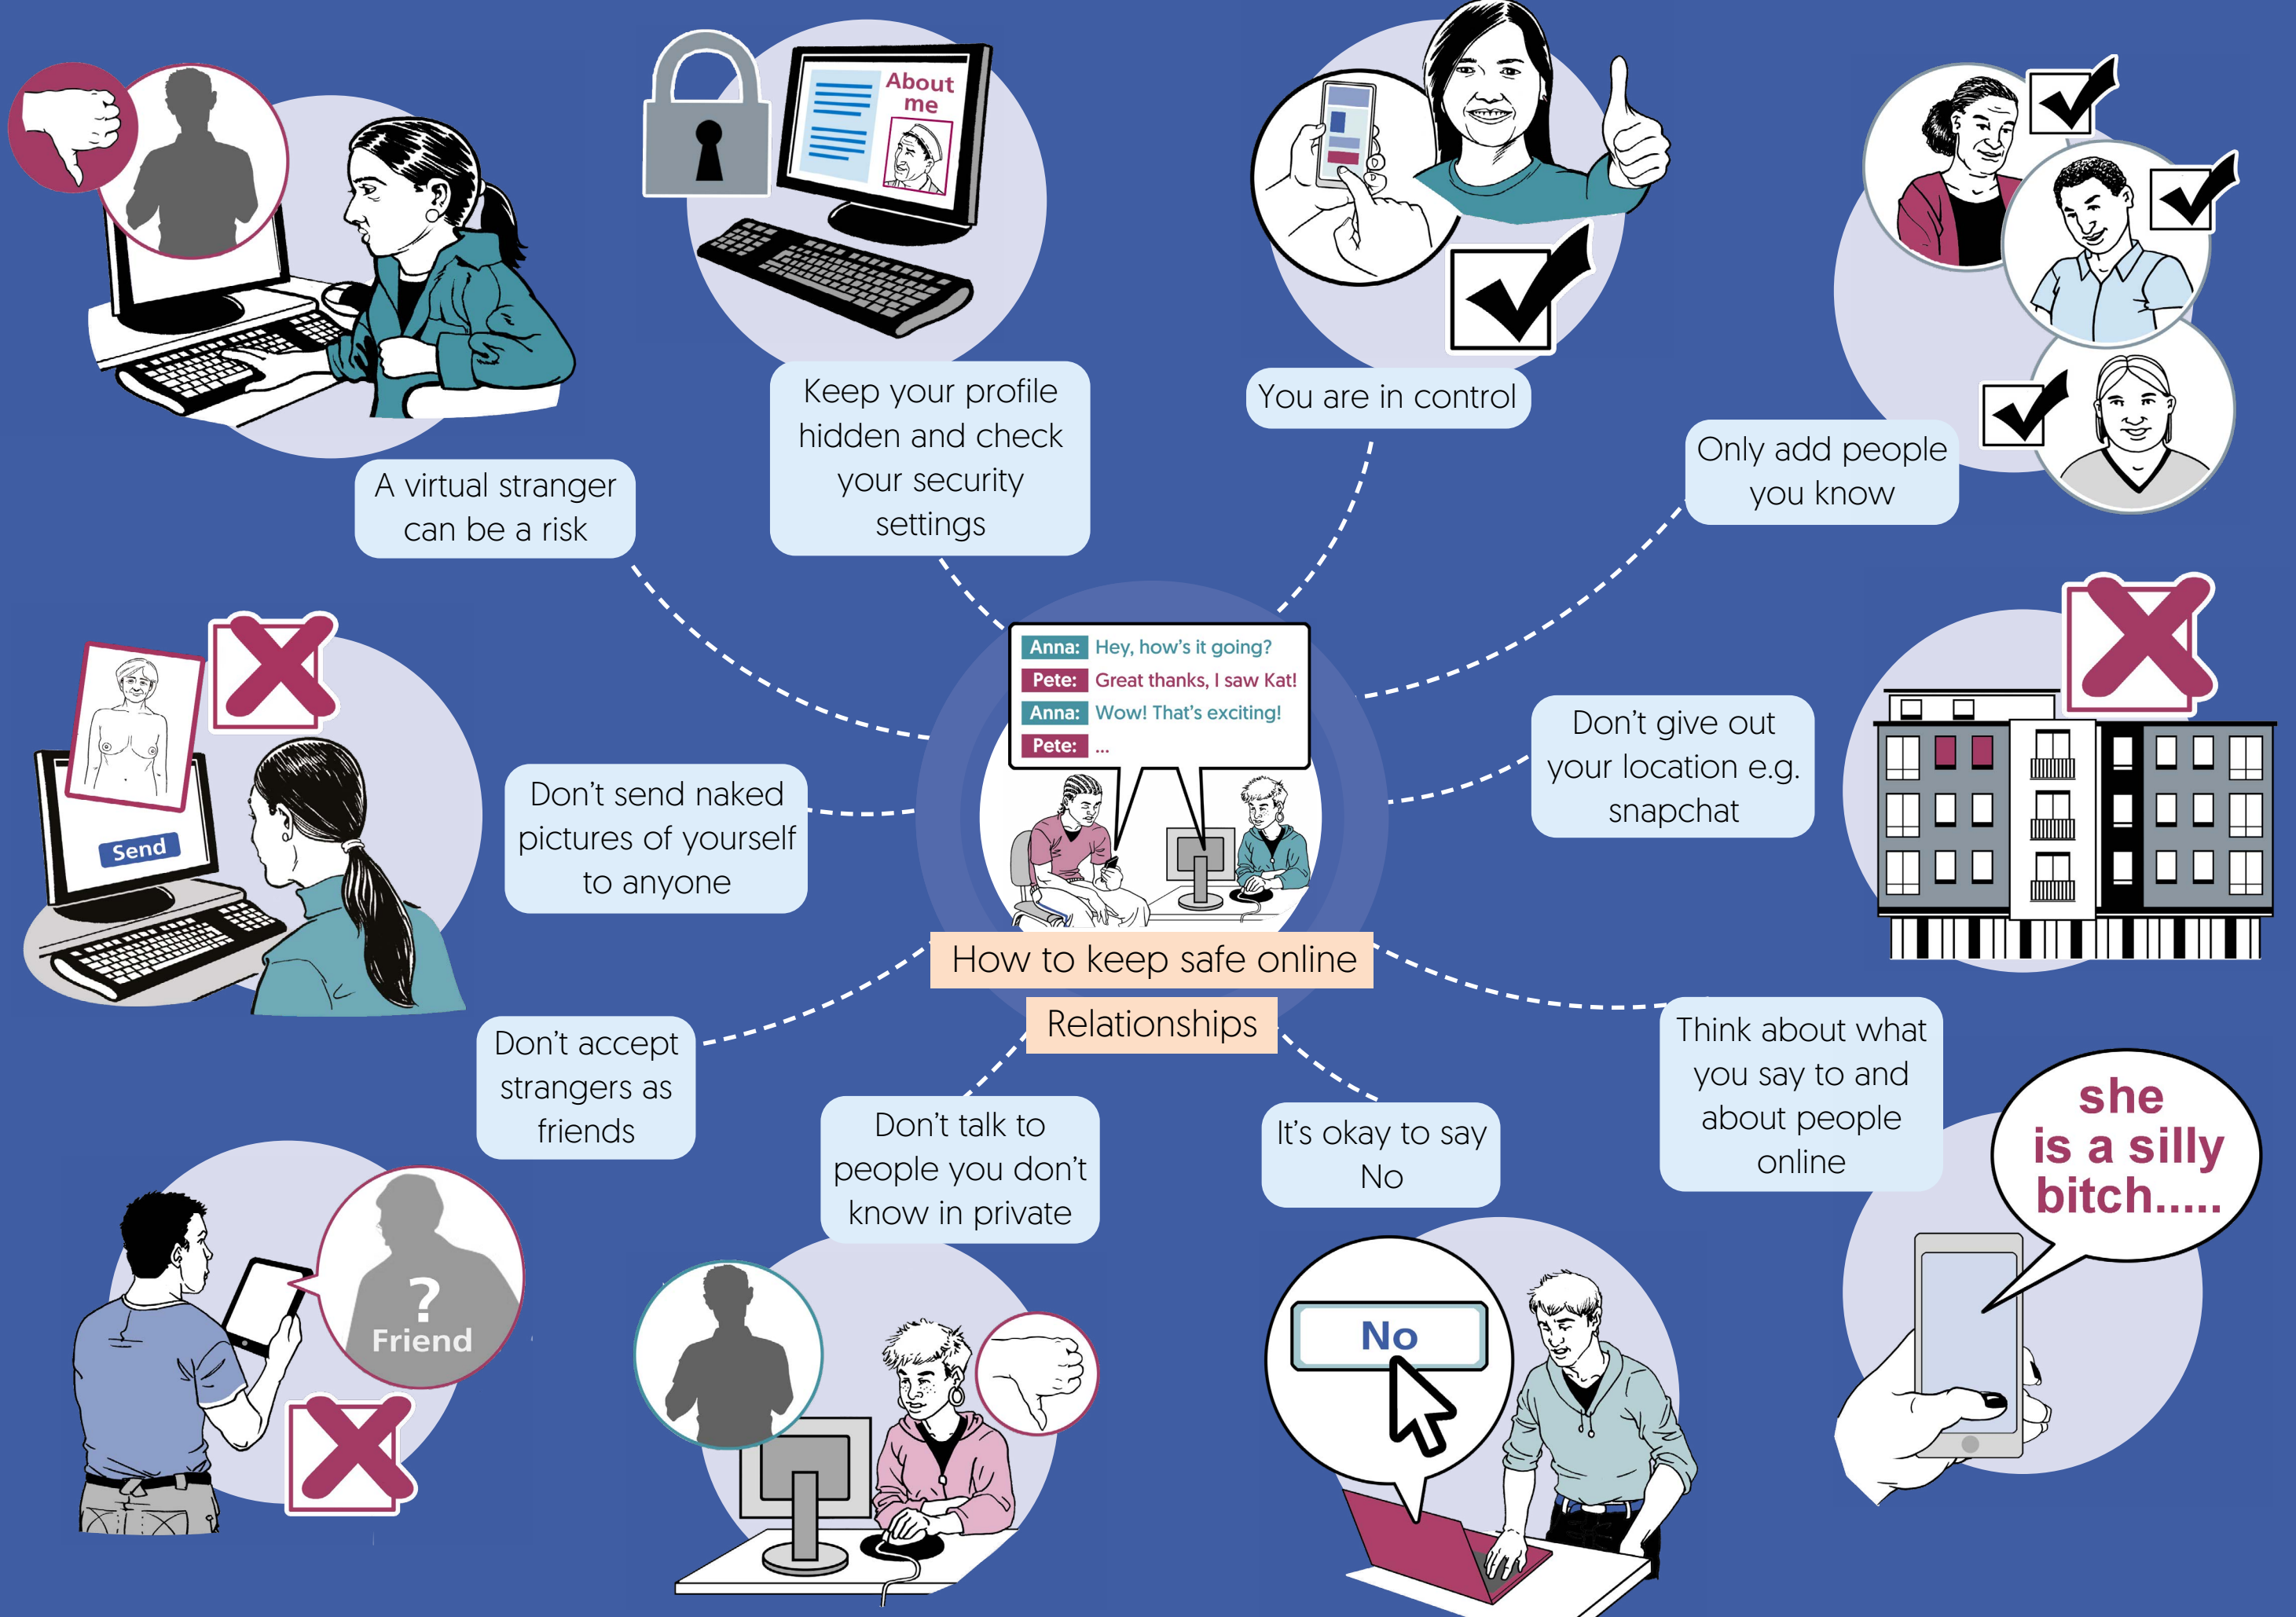 About
me
A virtual stranger
can be a risk
Keep your profile
hidden and check
your security
settings
You are in control
Only add people
you know
Anna: Hey, how's it going?
Pete: Great thanks, I saw Kat!
Anna: Wow! That's exciting!
Pete: ...
Send
Don't send naked
pictures of yourself
to anyone
Don't give out
your location e.g.
snapchat
How to keep safe online
Relationships
Don't accept
strangers as
friends
?
Friend
Don't talk to
people you don't
know in private
It's okay to say
No
No
Think about what
you say to and
about people
online
she
is a silly
bitch.....